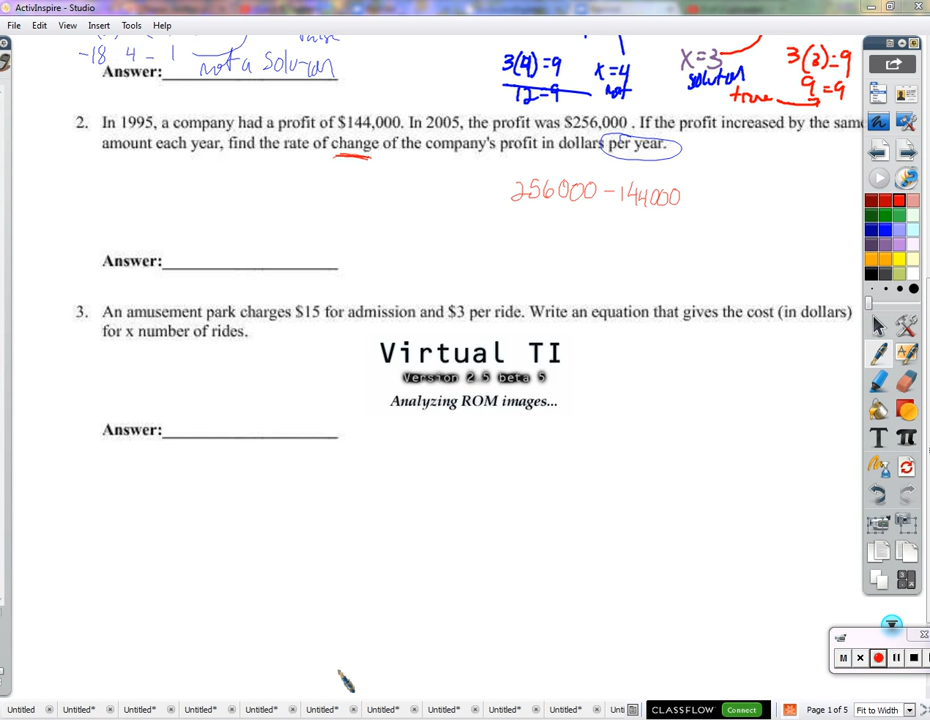 ActivInspire - Studio
File Edit View Insert Tools Help
-18 4 = 1 not a solution
3(4)=9 x=4 x=3 3(3)=9
12=9 not solution 9=9
true
Answer:
2. In 1995, a company had a profit of $144,000. In 2005, the profit was $256,000 . If the profit increased by the same
amount each year, find the rate of change of the company's profit in dollars per year.
256000 - 144000
Answer:
3. An amusement park charges $15 for admission and $3 per ride. Write an equation that gives the cost (in dollars)
for x number of rides.
Virtual TI
Version 2.5 beta 5
Analyzing ROM images...
Answer:
M
Untitled Untitled* Untitled* Untitled* Untitled* Untitled* Untitled* Untitled* Untitled* Untitled* Unti CLASSFLOW Connect Page 1 of 5 Fit to Width